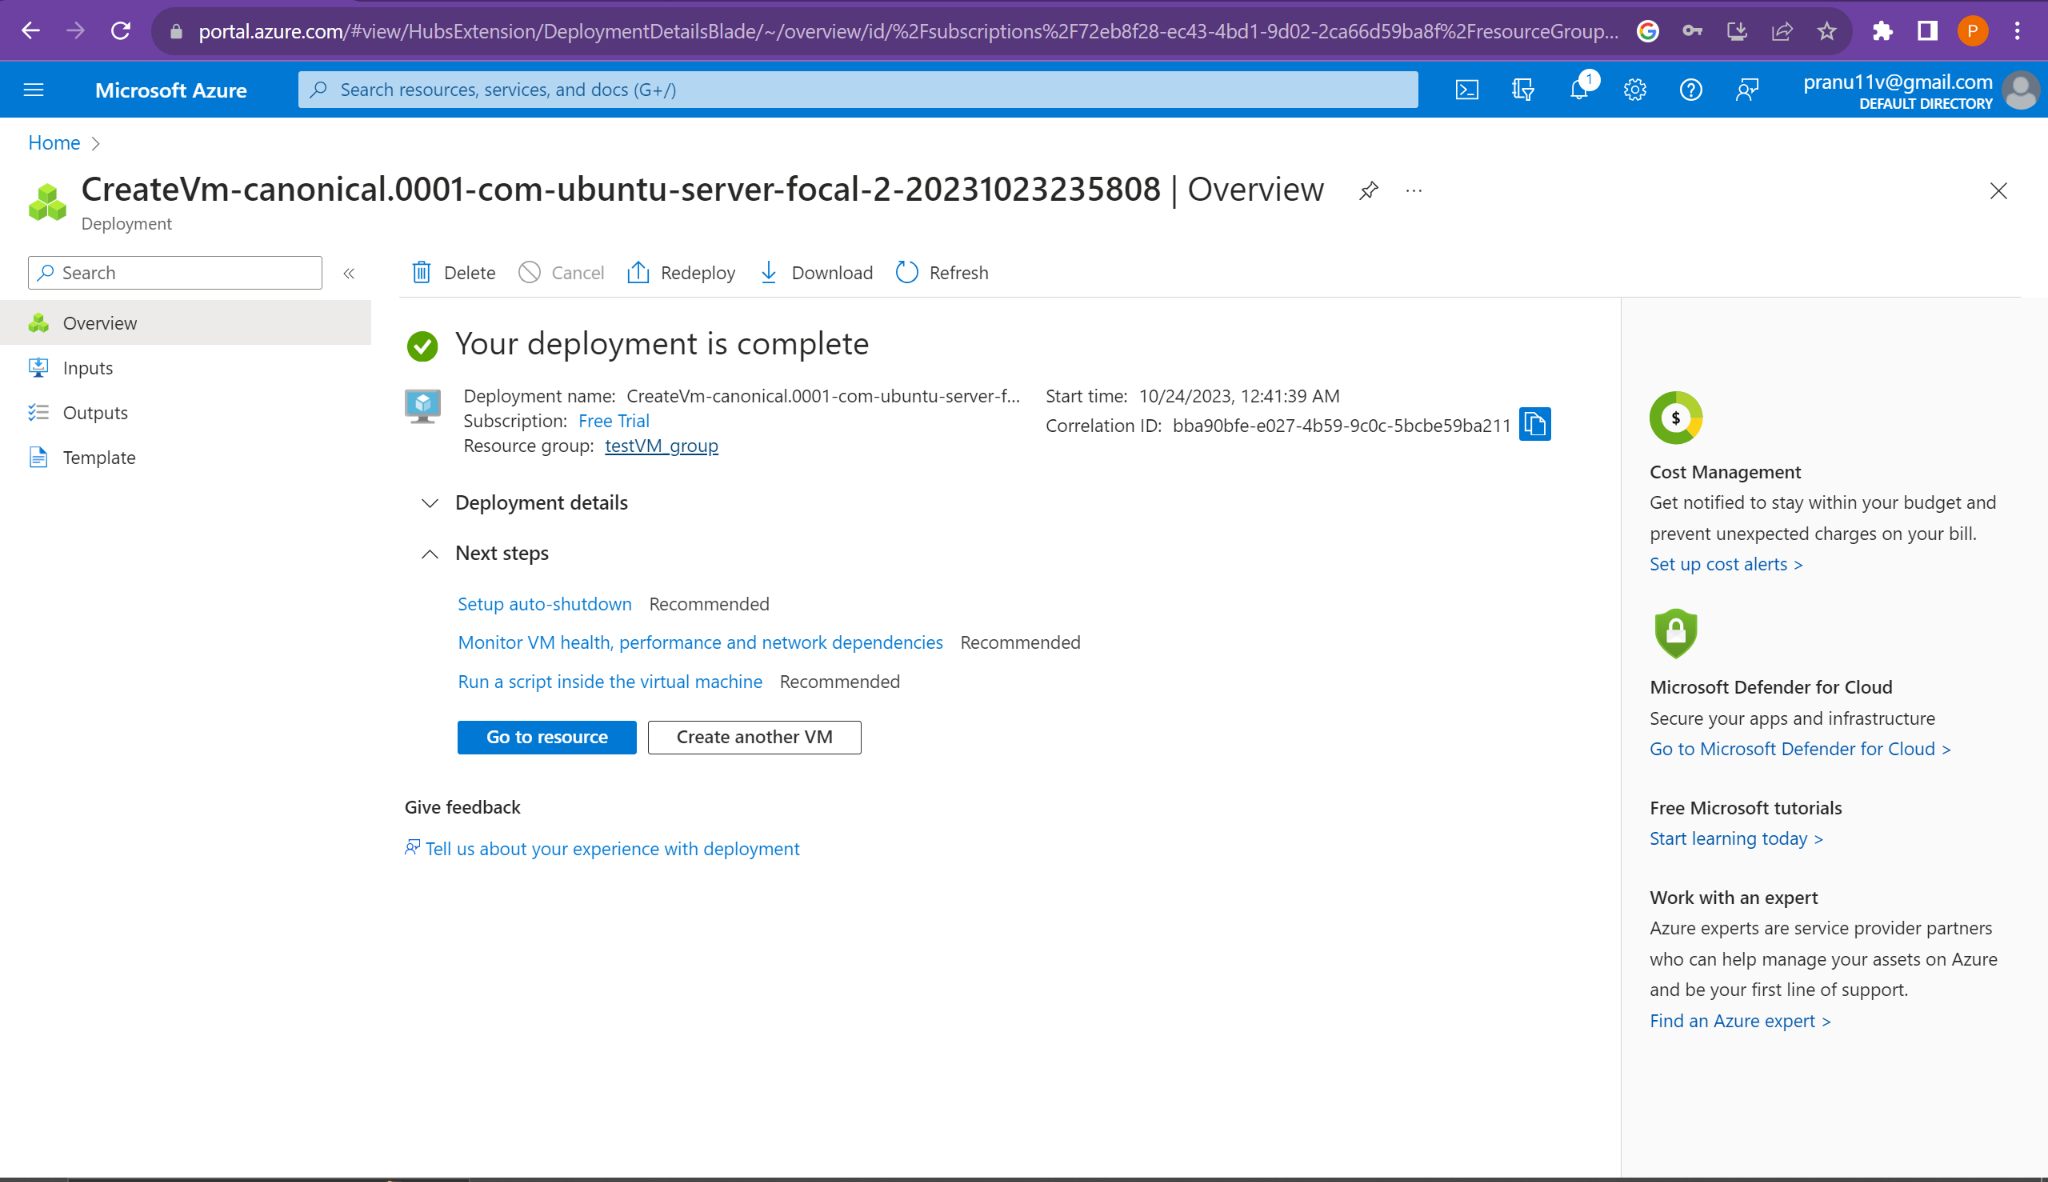 portal.azure.com/#view/HubsExtension/DeploymentDetailsBlade/~/overview/id/%2Fsubscriptions%2F72eb8f28-ec43-4bd1-9d02-2ca66d59ba8f%2FresourceGroup...
P
Microsoft Azure
Search resources, services, and docs (G+/)
1
pranu11v@gmail.com
DEFAULT DIRECTORY
Home
CreateVm-canonical.0001-com-ubuntu-server-focal-2-20231023235808 | Overview
Deployment
Search
Delete
Cancel
Redeploy
Download
Refresh
Overview
Inputs
Outputs
Template
Your deployment is complete
Deployment name: CreateVm-canonical.0001-com-ubuntu-server-f...
Subscription: Free Trial
Resource group: testVM_group
Start time: 10/24/2023, 12:41:39 AM
Correlation ID: bba90bfe-e027-4b59-9c0c-5bcbe59ba211
Deployment details
Next steps
Setup auto-shutdown Recommended
Monitor VM health, performance and network dependencies Recommended
Run a script inside the virtual machine Recommended
Go to resource
Create another VM
Give feedback
Tell us about your experience with deployment
$
Cost Management
Get notified to stay within your budget and
prevent unexpected charges on your bill.
Set up cost alerts >
Microsoft Defender for Cloud
Secure your apps and infrastructure
Go to Microsoft Defender for Cloud >
Free Microsoft tutorials
Start learning today >
Work with an expert
Azure experts are service provider partners
who can help manage your assets on Azure
and be your first line of support.
Find an Azure expert >